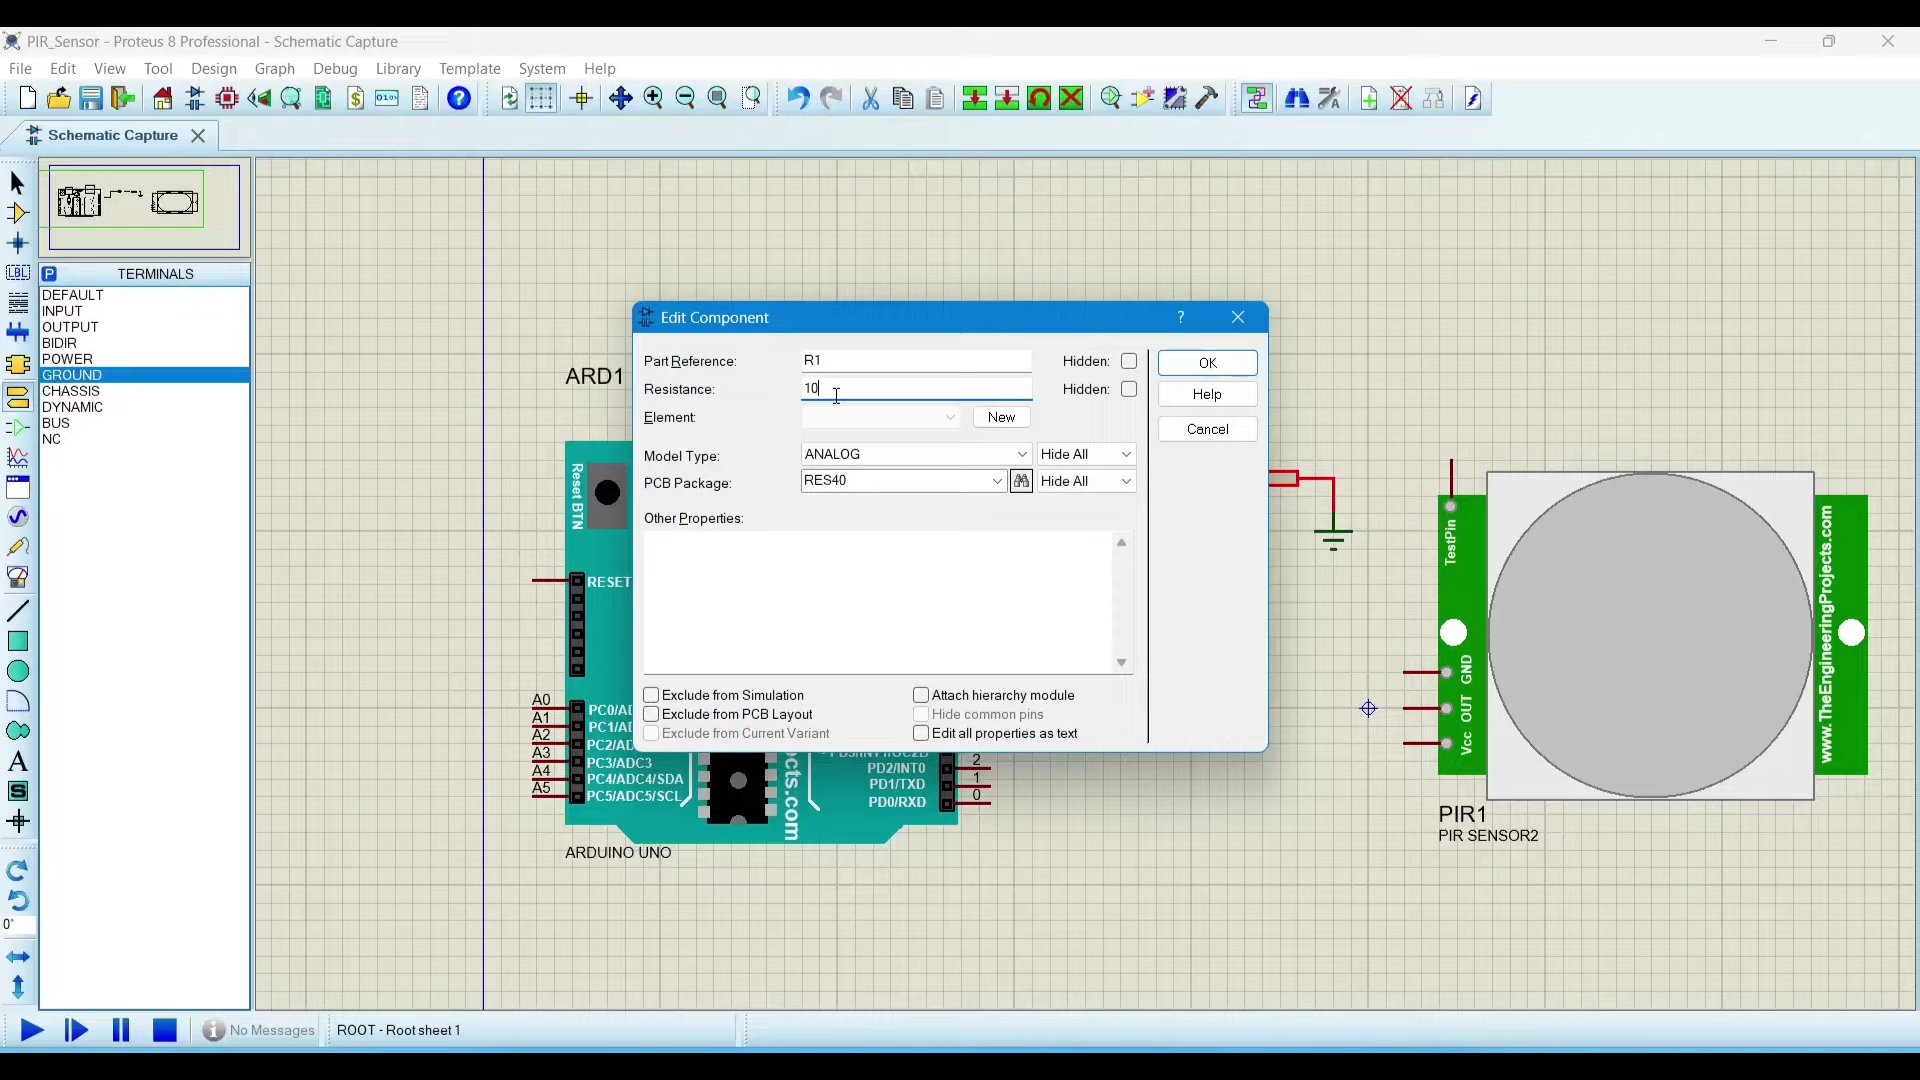 PIR_Sensor - Proteus 8 Professional - Schematic Capture
File Edit View Tool Design Graph Debug Library Template System Help
Schematic Capture
P TERMINALS
DEFAULT
INPUT
OUTPUT
BIDIR
POWER
GROUND
CHASSIS
DYNAMIC
BUS
NC
LBL
A
S
0°
Edit Component
Part Reference: R1 Hidden: OK
Resistance: 10 Hidden: Help
Element: New Cancel
Model Type: ANALOG Hide All
PCB Package: RES40 Hide All
Other Properties:
Exclude from Simulation Attach hierarchy module
Exclude from PCB Layout Hide common pins
Exclude from Current Variant Edit all properties as text
ARD1
Reset BTN
RESET
A0 PC0/AD
A1 PC1/AD
A2 PC2/AD
A3 PC3/ADC3
A4 PC4/ADC4/SDA
A5 PC5/ADC5/SCL
2 PD2/INT0
1 PD1/TXD
0 PD0/RXD
ARDUINO UNO
TestPin
GND
OUT
Vcc
www.TheEngineeringProjects.com
PIR1
PIR SENSOR2
No Messages ROOT - Root sheet 1